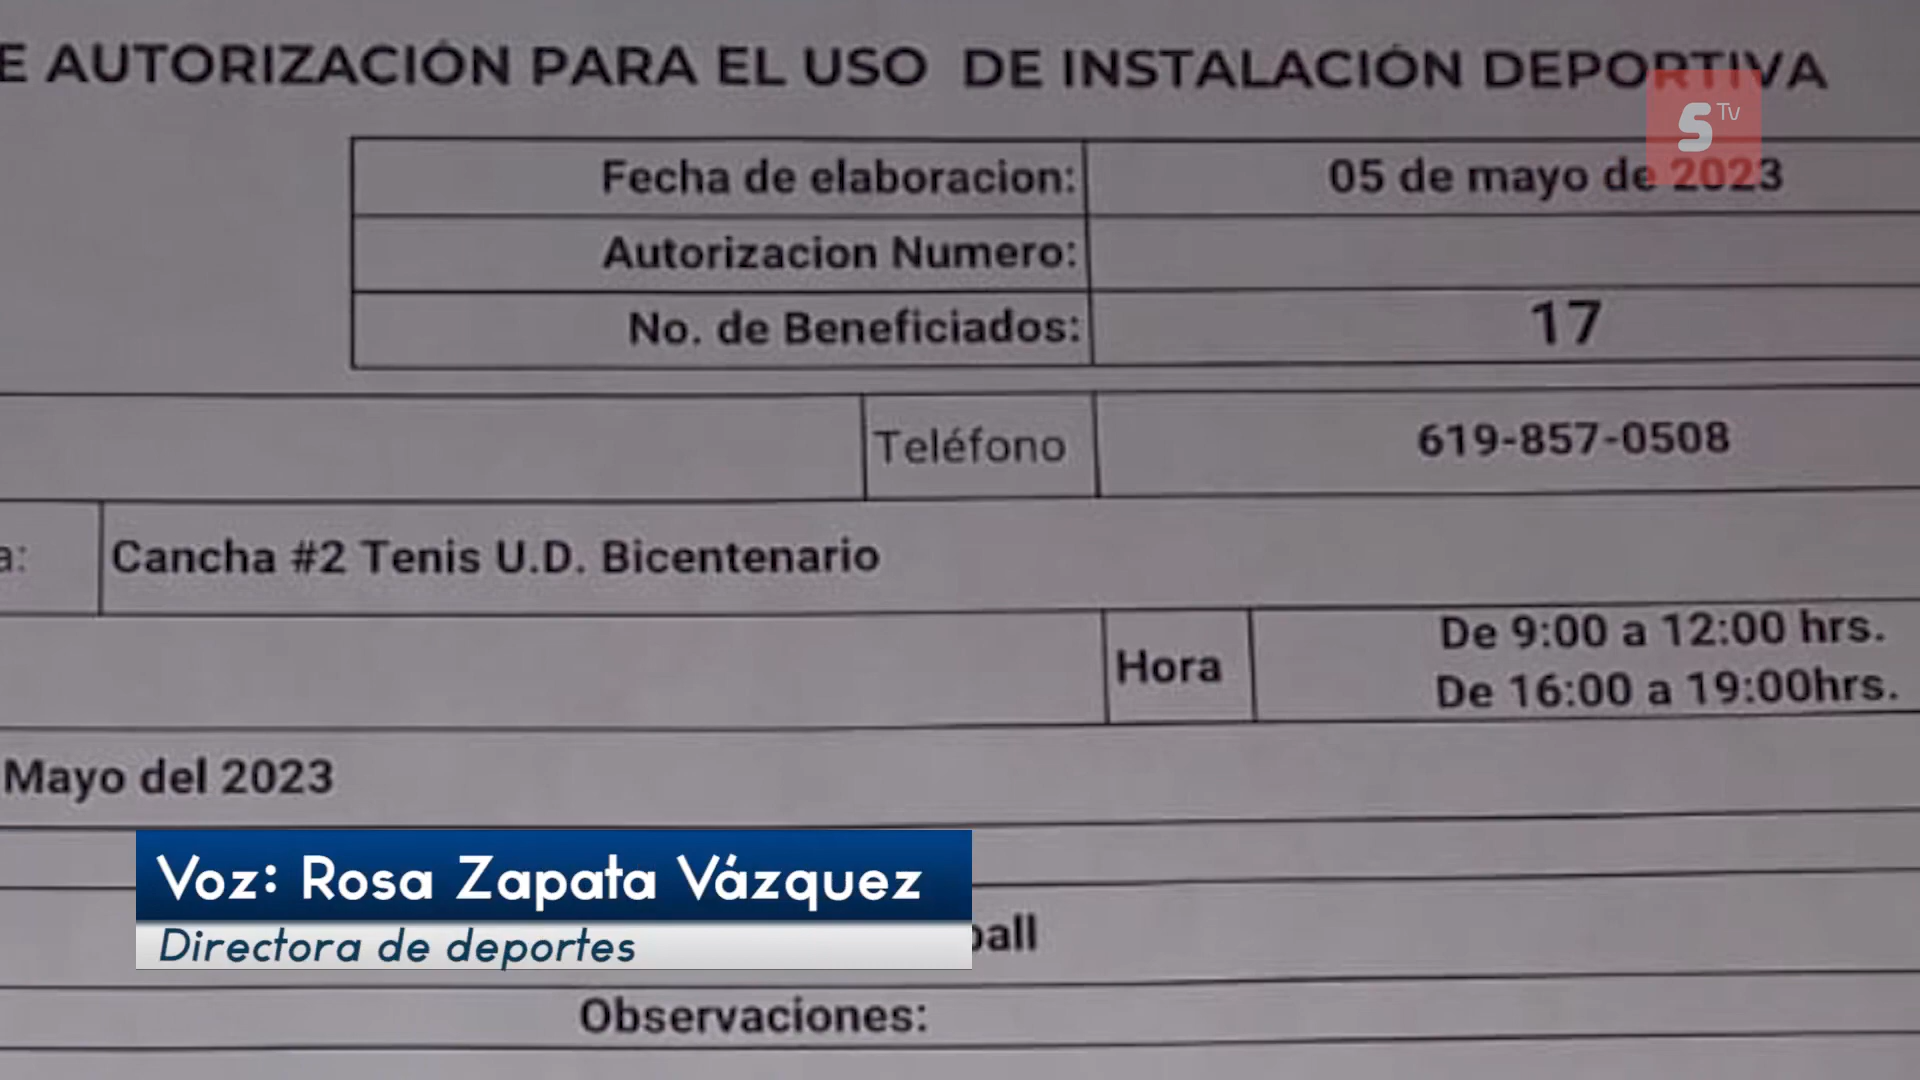 E AUTORIZACIÓN PARA EL USO DE INSTALACIÓN DEPORTIVA
S TV
Fecha de elaboracion: 05 de mayo de 2023
Autorizacion Numero:
No. de Beneficiados: 17
Teléfono 619-857-0508
a: Cancha #2 Tenis U.D. Bicentenario
Hora De 9:00 a 12:00 hrs.
De 16:00 a 19:00hrs.
Mayo del 2023
Voz: Rosa Zapata Vázquez
Directora de deportes
ball
Observaciones: